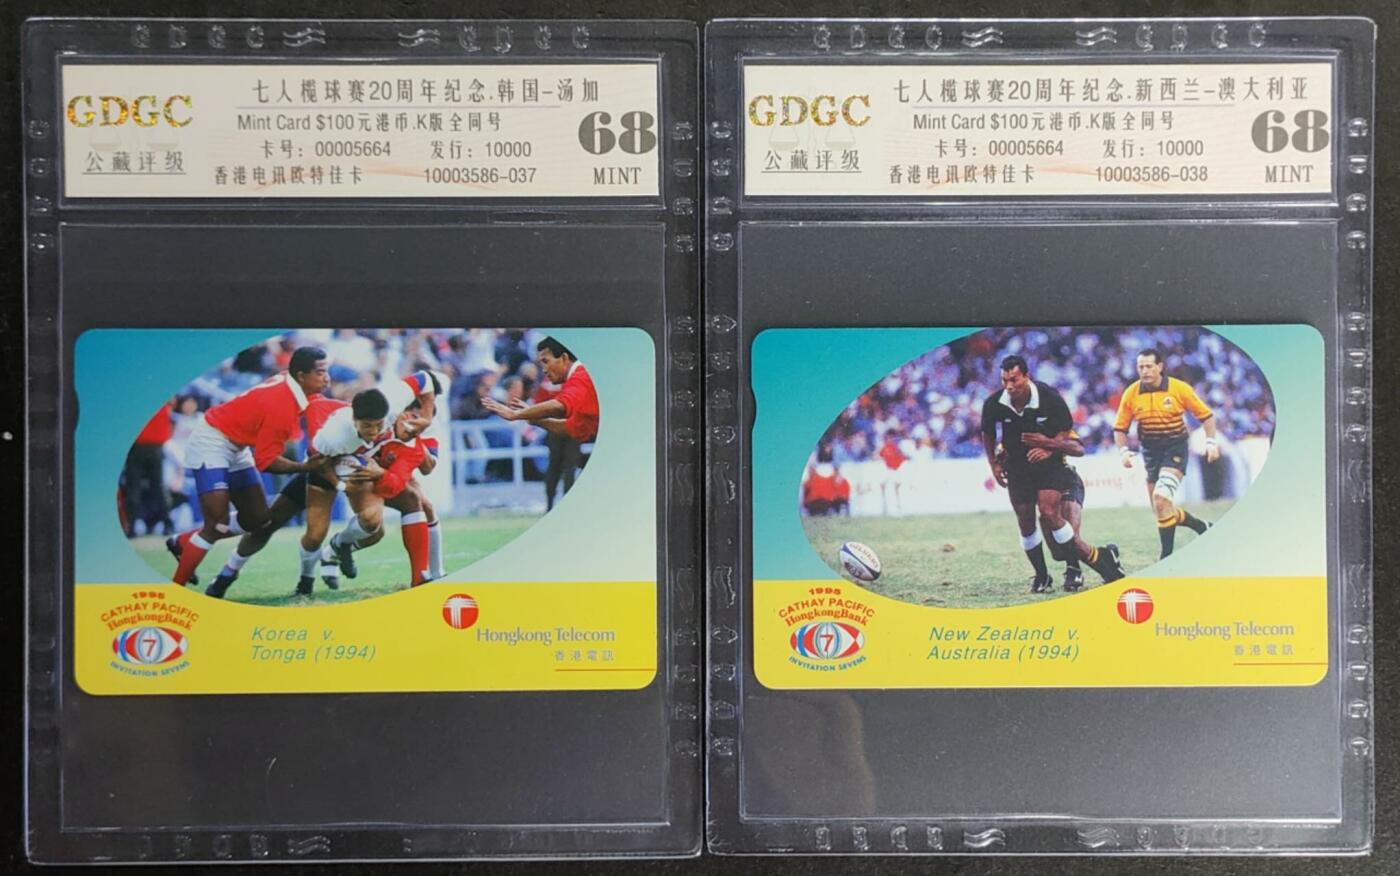 GDGC
公藏评级
七人榄球赛20周年纪念.韩国-汤加
Mint Card $100元港币.K版全同号
卡号：00005664 发行：10000
香港电讯欧特佳卡 10003586-037
68
MINT
1995
CATHAY PACIFIC
HongkongBank
7
INVITATION SEVENS
Korea v.
Tonga (1994)
Hongkong Telecom
香港電訊
GDGC
公藏评级
七人榄球赛20周年纪念.新西兰-澳大利亚
Mint Card $100元港币.K版全同号
卡号：00005664 发行：10000
香港电讯欧特佳卡 10003586-038
68
MINT
1995
CATHAY PACIFIC
HongkongBank
7
INVITATION SEVENS
New Zealand v.
Australia (1994)
Hongkong Telecom
香港電訊